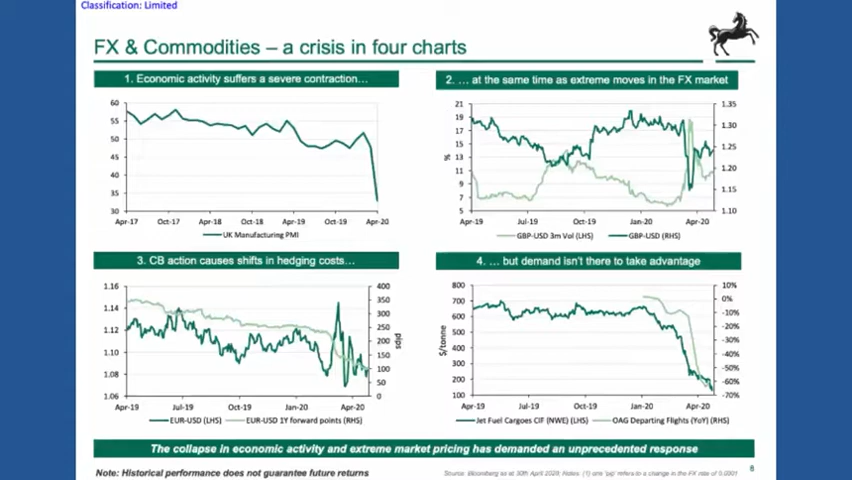 Classification: Limited
FX & Commodities – a crisis in four charts
1. Economic activity suffers a severe contraction…
60
55
50
45
40
35
30
Apr-17 Oct-17 Apr-18 Oct-18 Apr-19 Oct-19 Apr-20
UK Manufacturing PMI
2. … at the same time as extreme moves in the FX market
21
19
17
15
13
11
9
7
5
%
1.35
1.30
1.25
1.20
1.15
1.10
Apr-19 Jul-19 Oct-19 Jan-20 Apr-20
GBP-USD 3m Vol (LHS) GBP-USD (RHS)
3. CB action causes shifts in hedging costs…
1.16
1.14
1.12
1.10
1.08
1.06
400
350
300
250
200
150
100
50
0
pips
Apr-19 Jul-19 Oct-19 Jan-20 Apr-20
EUR-USD (LHS) EUR-USD 1Y forward points (RHS)
4. … but demand isn't there to take advantage
800
700
600
500
400
300
200
100
$/tonne
10%
0%
-10%
-20%
-30%
-40%
-50%
-60%
-70%
Apr-19 Jul-19 Oct-19 Jan-20 Apr-20
Jet Fuel Cargoes CIF (NWE) (LHS) OAG Departing Flights (YoY) (RHS)
The collapse in economic activity and extreme market pricing has demanded an unprecedented response
Note: Historical performance does not guarantee future returns
Source: Bloomberg as at 30th April 2020; Notes: (1) one 'pip' refers to a change in the FX rate of 0.0001
6